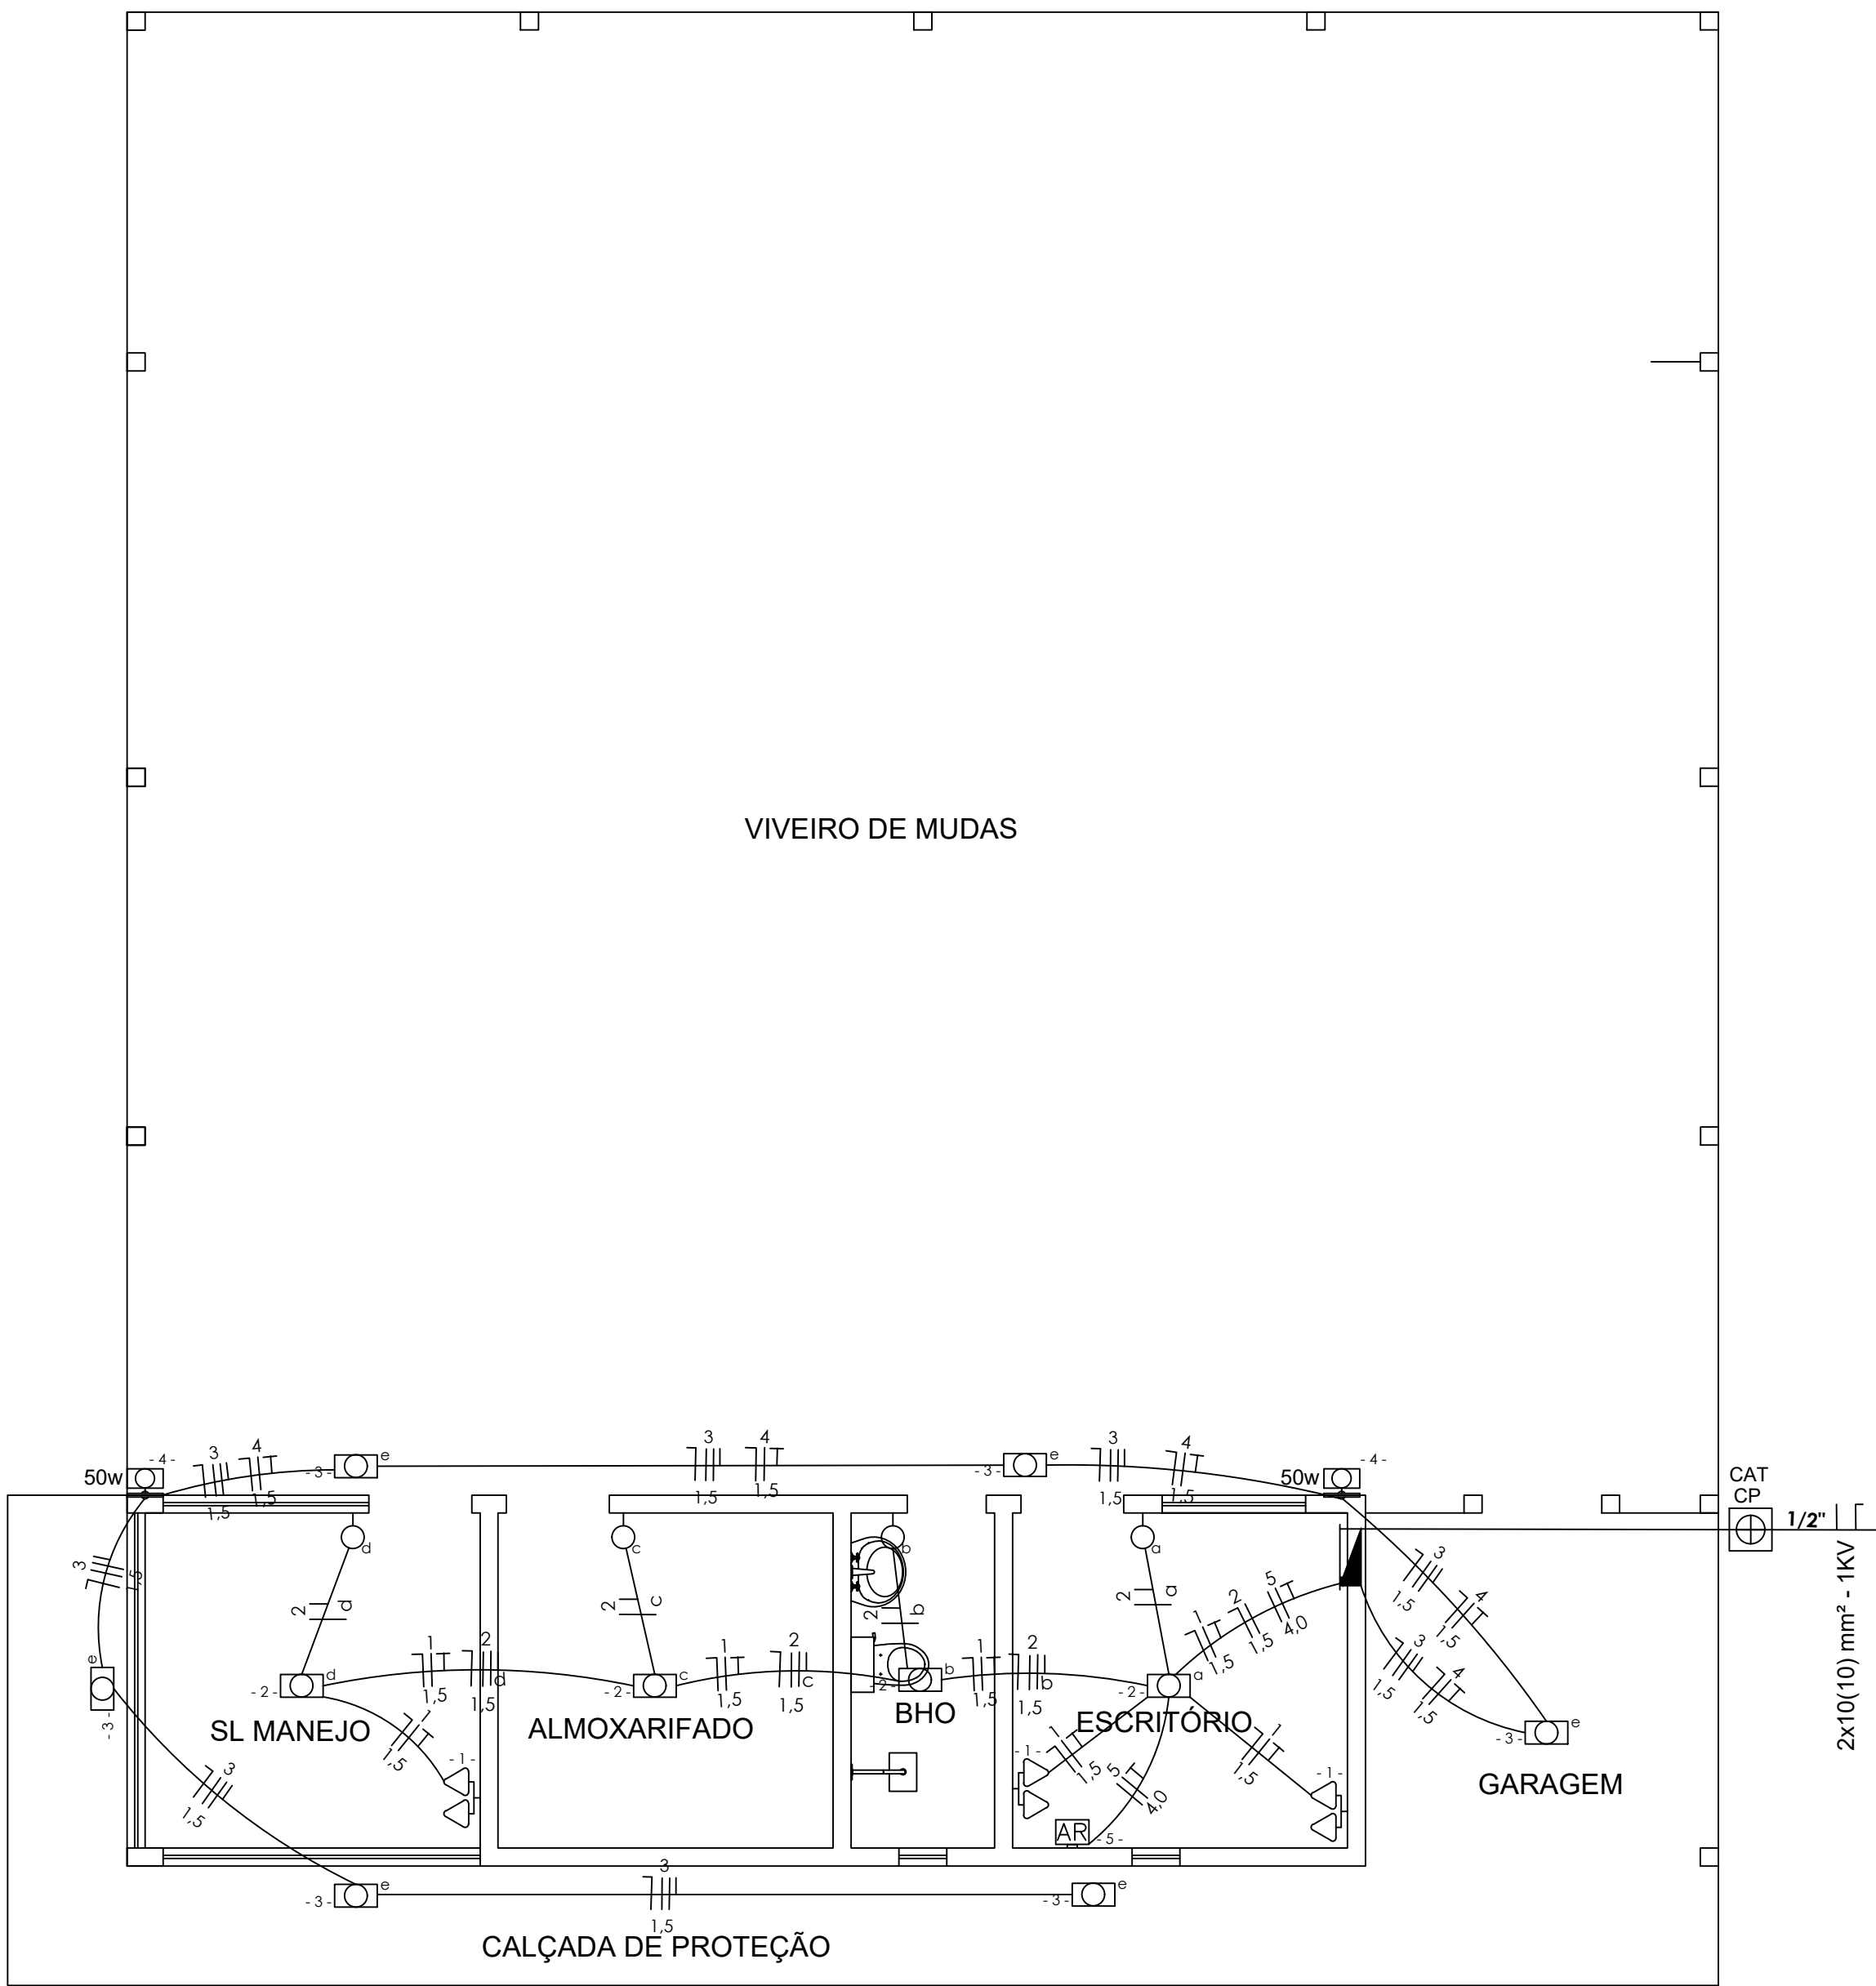 VIVEIRO DE MUDAS
3
4
3
4
3
4
- 4 -
e
e
- 4 -
50w
- 3 -
- 3 -
50w
1,5
1,5
1,5
1,5
1,5
1,5
CAT
CP
1/2"
2x10(10) mm² - 1KV
d
c
b
a
3
3
4
1,5
1,5
2
d
2
c
2
b
2
a
1
2
5
1,5
1,5
4,0
3
4
1,5
1,5
e
- 3 -
d
- 2 -
1
2
d
1,5
1,5
c
- 2 -
1
2
c
1,5
1,5
b
- 2 -
1
2
b
1,5
1,5
a
- 2 -
e
- 3 -
SL MANEJO
ALMOXARIFADO
BHO
ESCRITÓRIO
GARAGEM
1
1,5
- 1 -
1
1,5
- 1 -
5
4,0
1
1,5
- 1 -
AR
- 5 -
3
1,5
e
- 3 -
3
1,5
e
- 3 -
CALÇADA DE PROTEÇÃO